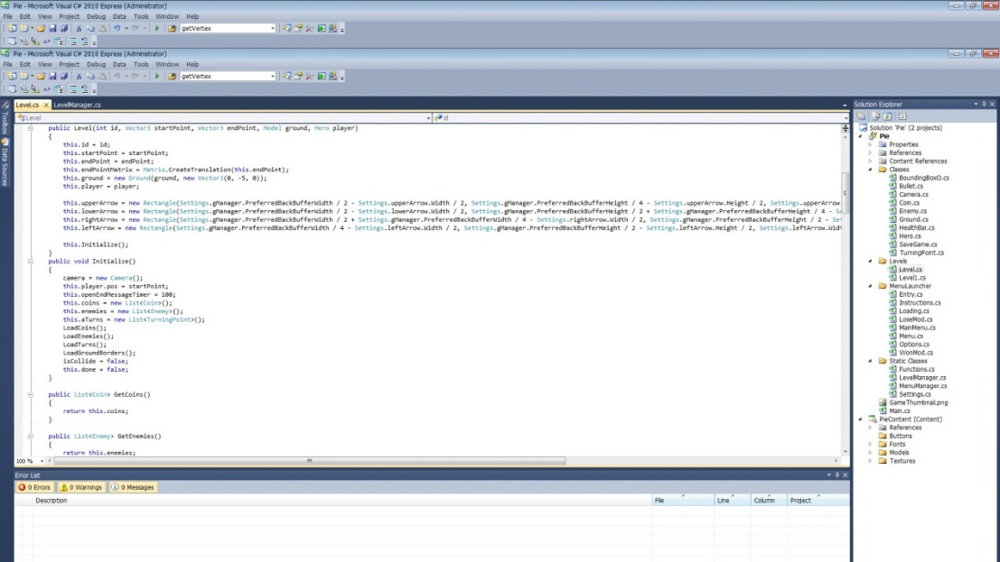 Pie - Microsoft Visual C# 2010 Express (Administrator)
File Edit View Project Debug Data Tools Window Help
getVertex
Pie - Microsoft Visual C# 2010 Express (Administrator)
File Edit View Project Debug Data Tools Window Help
getVertex
Level.cs LevelManager.cs
Level id
public Level(int id, Vector3 startPoint, Vector3 endPoint, Model ground, Hero player)
{
this.id = id;
this.startPoint = startPoint;
this.endPoint = endPoint;
this.endPointMatrix = Matrix.CreateTranslation(this.endPoint);
this.ground = new Ground(ground, new Vector3(0, -5, 0));
this.player = player;
this.upperArrow = new Rectangle(Settings.gManager.PreferredBackBufferWidth / 2 - Settings.upperArrow.Width / 2, Settings.gManager.PreferredBackBufferHeight / 4 - Settings.upperArrow.Height / 2, Settings.upperArrow.
this.lowerArrow = new Rectangle(Settings.gManager.PreferredBackBufferWidth / 2 - Settings.lowerArrow.Width / 2, Settings.gManager.PreferredBackBufferHeight / 2 + Settings.gManager.PreferredBackBufferHeight / 4 - Se
this.rightArrow = new Rectangle(Settings.gManager.PreferredBackBufferWidth / 2 + Settings.gManager.PreferredBackBufferWidth / 4 - Settings.rightArrow.Width / 2, Settings.gManager.PreferredBackBufferHeight / 2 - Se
this.leftArrow = new Rectangle(Settings.gManager.PreferredBackBufferWidth / 4 - Settings.leftArrow.Width / 2, Settings.gManager.PreferredBackBufferHeight / 2 - Settings.leftArrow.Height / 2, Settings.leftArrow.Widt
this.Initialize();
}
public void Initialize()
{
camera = new Camera();
this.player.pos = startPoint;
this.openEndMessageTimer = 100;
this.coins = new List<Coin>();
this.enemies = new List<Enemy>();
this.aTurns = new List<TurningPoint>();
LoadCoins();
LoadEnemies();
LoadTurns();
LoadGroundBorders();
isCollide = false;
this.done = false;
}
public List<Coin> GetCoins()
{
return this.coins;
}
public List<Enemy> GetEnemies()
{
return this.enemies;
100 %
Error List
0 Errors 0 Warnings 0 Messages
Description File Line Column Project
Toolbox
Data Sources
Solution Explorer
Solution 'Pie' (2 projects)
Pie
Properties
References
Content References
Classes
BoundingBoxO.cs
Bullet.cs
Camera.cs
Coin.cs
Enemy.cs
Ground.cs
HealthBar.cs
Hero.cs
SaveGame.cs
TurningPoint.cs
Levels
Level.cs
Level1.cs
MenuLauncher
Entry.cs
Instructions.cs
Loading.cs
LoseMod.cs
MainMenu.cs
Menu.cs
Options.cs
WonMod.cs
Static Classes
Functions.cs
LevelManager.cs
MenuManager.cs
Settings.cs
GameThumbnail.png
Main.cs
PieContent (Content)
References
Buttons
Fonts
Models
Textures